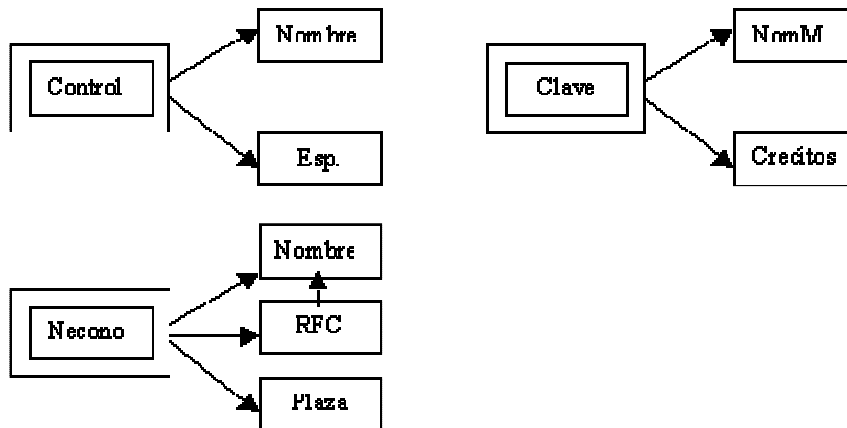 Nombre
Control
Esp.
NomM
Clave
Creditos
Nombre
Necono
RFC
Plaza